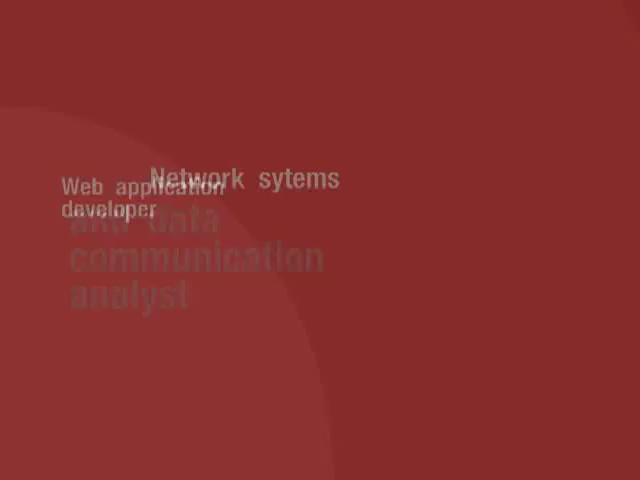 Network sytems
Web application
developer
and data
communication
analyst